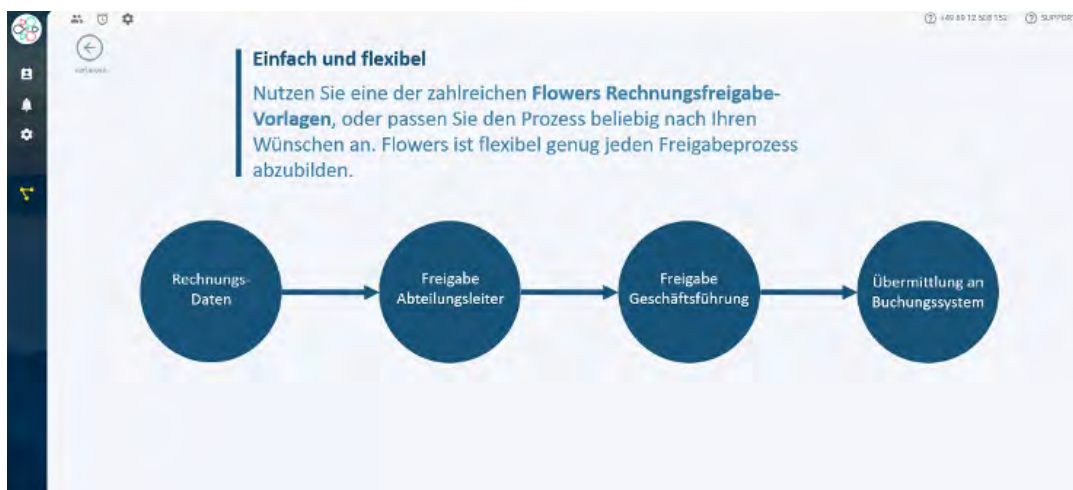 SUPPORT
Einfach und flexibel
Nutzen Sie eine der zahlreichen Flowers Rechnungsfreigabe-
Vorlagen, oder passen Sie den Prozess beliebig nach Ihren
Wünschen an. Flowers ist flexibel genug jeden Freigabeprozess
abzubilden.
Rechnungs-
Daten
Freigabe
Abteilungsleiter
Freigabe
Geschäftsführung
Übermittlung an
Buchungssystem